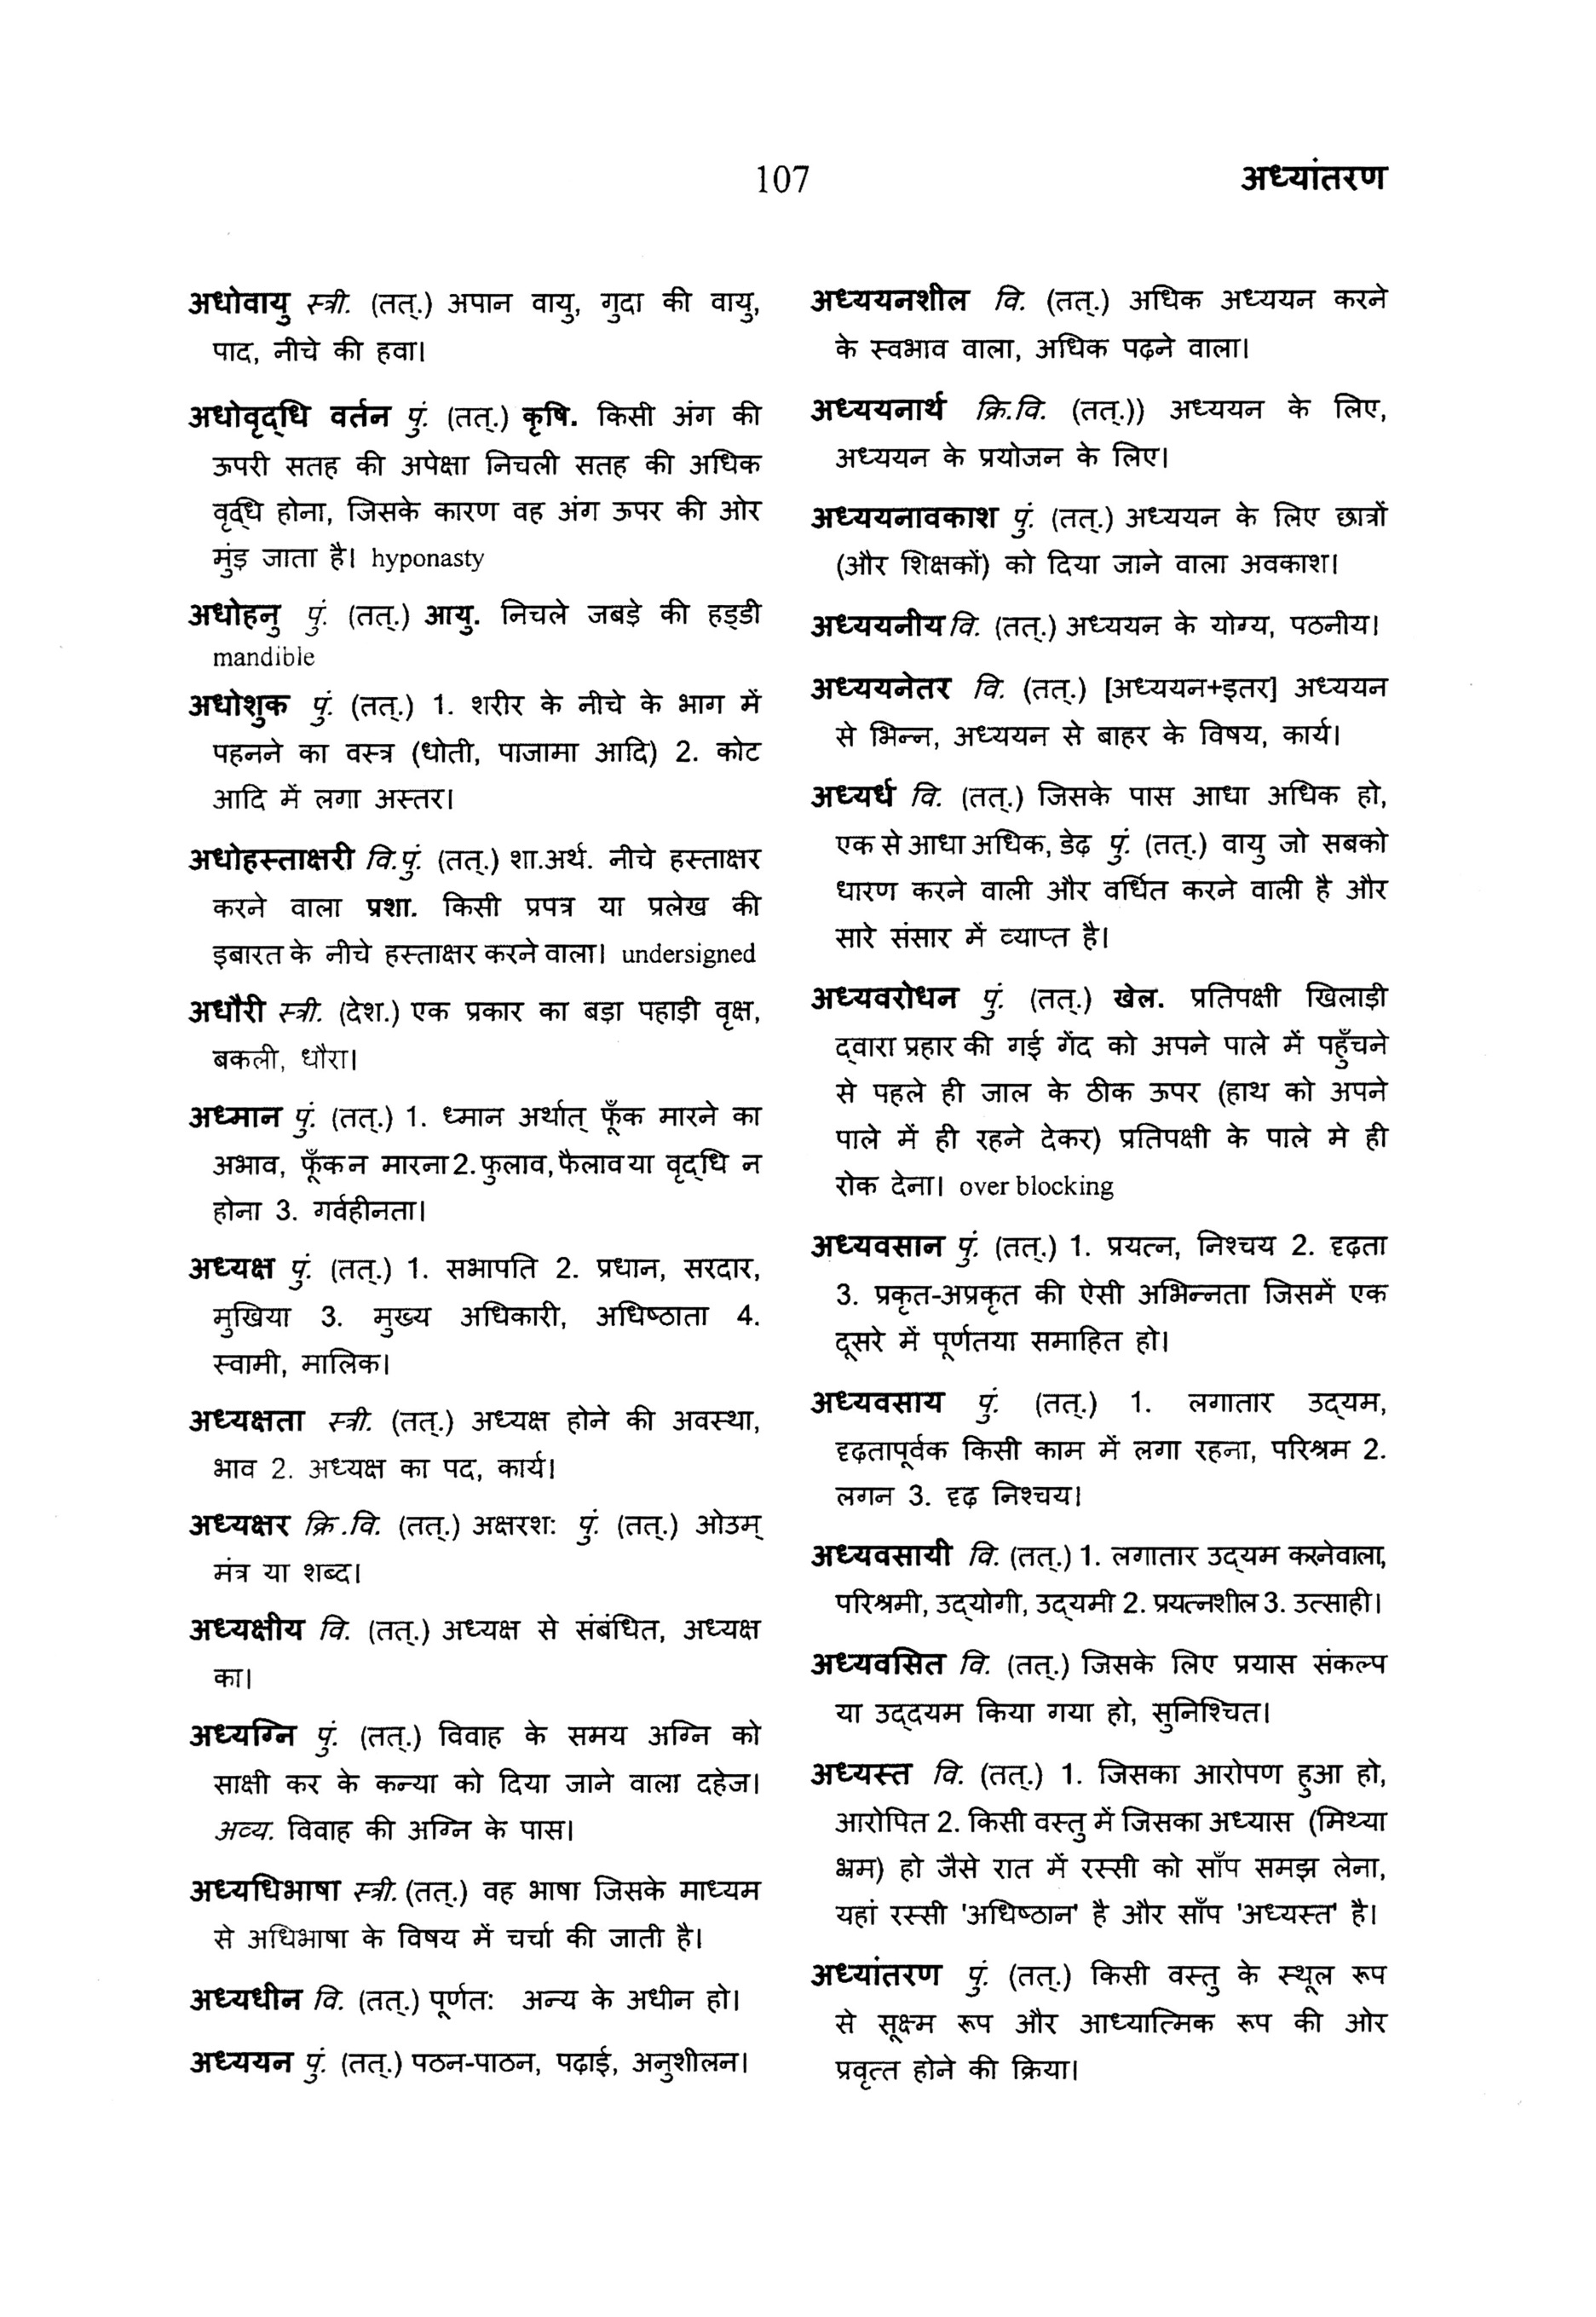 107
अध्यांतरण
अधोवायु स्त्री. (तत्.) अपान वायु, गुदा की वायु,
पाद, नीचे की हवा।
अधोवृद्‌धि वर्तन पुं. (तत्.) कृषि. किसी अंग की
ऊपरी सतह की अपेक्षा निचली सतह की अधिक
वृद्‌धि होना, जिसके कारण वह अंग ऊपर की ओर
मुंड़ जाता है। hyponasty
अधोहनु पुं. (तत्.) आयु. निचले जबड़े की हड्‌डी
mandible
अधोशुक पुं. (तत्.) 1. शरीर के नीचे के भाग में
पहनने का वस्त्र (धोती, पाजामा आदि) 2. कोट
आदि में लगा अस्तर।
अधोहस्ताक्षरी वि.पुं. (तत्.) शा.अर्थ. नीचे हस्ताक्षर
करने वाला प्रशा. किसी प्रपत्र या प्रलेख की
इबारत के नीचे हस्ताक्षर करने वाला। undersigned
अधौरी स्त्री. (देश.) एक प्रकार का बड़ा पहाड़ी वृक्ष,
बकली, धौरा।
अध्मान पुं. (तत्.) 1. ध्मान अर्थात् फूँक मारने का
अभाव, फूँक न मारना 2. फुलाव, फैलाव या वृद्‌धि न
होना 3. गर्वहीनता।
अध्यक्ष पुं. (तत्.) 1. सभापति 2. प्रधान, सरदार,
मुखिया 3. मुख्य अधिकारी, अधिष्ठाता 4.
स्वामी, मालिक।
अध्यक्षता स्त्री. (तत्.) अध्यक्ष होने की अवस्था,
भाव 2. अध्यक्ष का पद, कार्य।
अध्यक्षर क्रि.वि. (तत्.) अक्षरश: पुं. (तत्.) ओउम्
मंत्र या शब्द।
अध्यक्षीय वि. (तत्.) अध्यक्ष से संबंधित, अध्यक्ष
का।
अध्यग्नि पुं. (तत्.) विवाह के समय अग्नि को
साक्षी कर के कन्या को दिया जाने वाला दहेज।
अव्य. विवाह की अग्नि के पास।
अध्यधिभाषा स्त्री. (तत्.) वह भाषा जिसके माध्यम
से अधिभाषा के विषय में चर्चा की जाती है।
अध्यधीन वि. (तत्.) पूर्णत: अन्य के अधीन हो।
अध्ययन पुं. (तत्.) पठन-पाठन, पढ़ाई, अनुशीलन।
अध्ययनशील वि. (तत्.) अधिक अध्ययन करने
के स्वभाव वाला, अधिक पढ़ने वाला।
अध्ययनार्थ क्रि.वि. (तत्.)) अध्ययन के लिए,
अध्ययन के प्रयोजन के लिए।
अध्ययनावकाश पुं. (तत्.) अध्ययन के लिए छात्रों
(और शिक्षकों) को दिया जाने वाला अवकाश।
अध्ययनीय वि. (तत्.) अध्ययन के योग्य, पठनीय।
अध्ययनेतर वि. (तत्.) [अध्ययन+इतर] अध्ययन
से भिन्न, अध्ययन से बाहर के विषय, कार्य।
अध्यर्ध वि. (तत्.) जिसके पास आधा अधिक हो,
एक से आधा अधिक, डेढ़ पुं. (तत्.) वायु जो सबको
धारण करने वाली और वर्धित करने वाली है और
सारे संसार में व्याप्त है।
अध्यवरोधन पुं. (तत्.) खेल. प्रतिपक्षी खिलाड़ी
द्‌वारा प्रहार की गई गेंद को अपने पाले में पहुँचने
से पहले ही जाल के ठीक ऊपर (हाथ को अपने
पाले में ही रहने देकर) प्रतिपक्षी के पाले मे ही
रोक देना। over blocking
अध्यवसान पुं. (तत्.) 1. प्रयत्न, निश्चय 2. दृढ़ता
3. प्रकृत-अप्रकृत की ऐसी अभिन्नता जिसमें एक
दूसरे में पूर्णतया समाहित हो।
अध्यवसाय पुं. (तत्.) 1. लगातार उद्‌यम,
दृढ़तापूर्वक किसी काम में लगा रहना, परिश्रम 2.
लगन 3. दृढ़ निश्चय।
अध्यवसायी वि. (तत्.) 1. लगातार उद्‌यम करनेवाला,
परिश्रमी, उद्‌योगी, उद्‌यमी 2. प्रयत्नशील 3. उत्साही।
अध्यवसित वि. (तत्.) जिसके लिए प्रयास संकल्प
या उद्‌दयम किया गया हो, सुनिश्चित।
अध्यस्त वि. (तत्.) 1. जिसका आरोपण हुआ हो,
आरोपित 2. किसी वस्तु में जिसका अध्यास (मिथ्या
भ्रम) हो जैसे रात में रस्सी को साँप समझ लेना,
यहां रस्सी 'अधिष्ठान' है और साँप 'अध्यस्त' है।
अध्यांतरण पुं. (तत्.) किसी वस्तु के स्थूल रूप
से सूक्ष्म रूप और आध्यात्मिक रूप की ओर
प्रवृत्त होने की क्रिया।